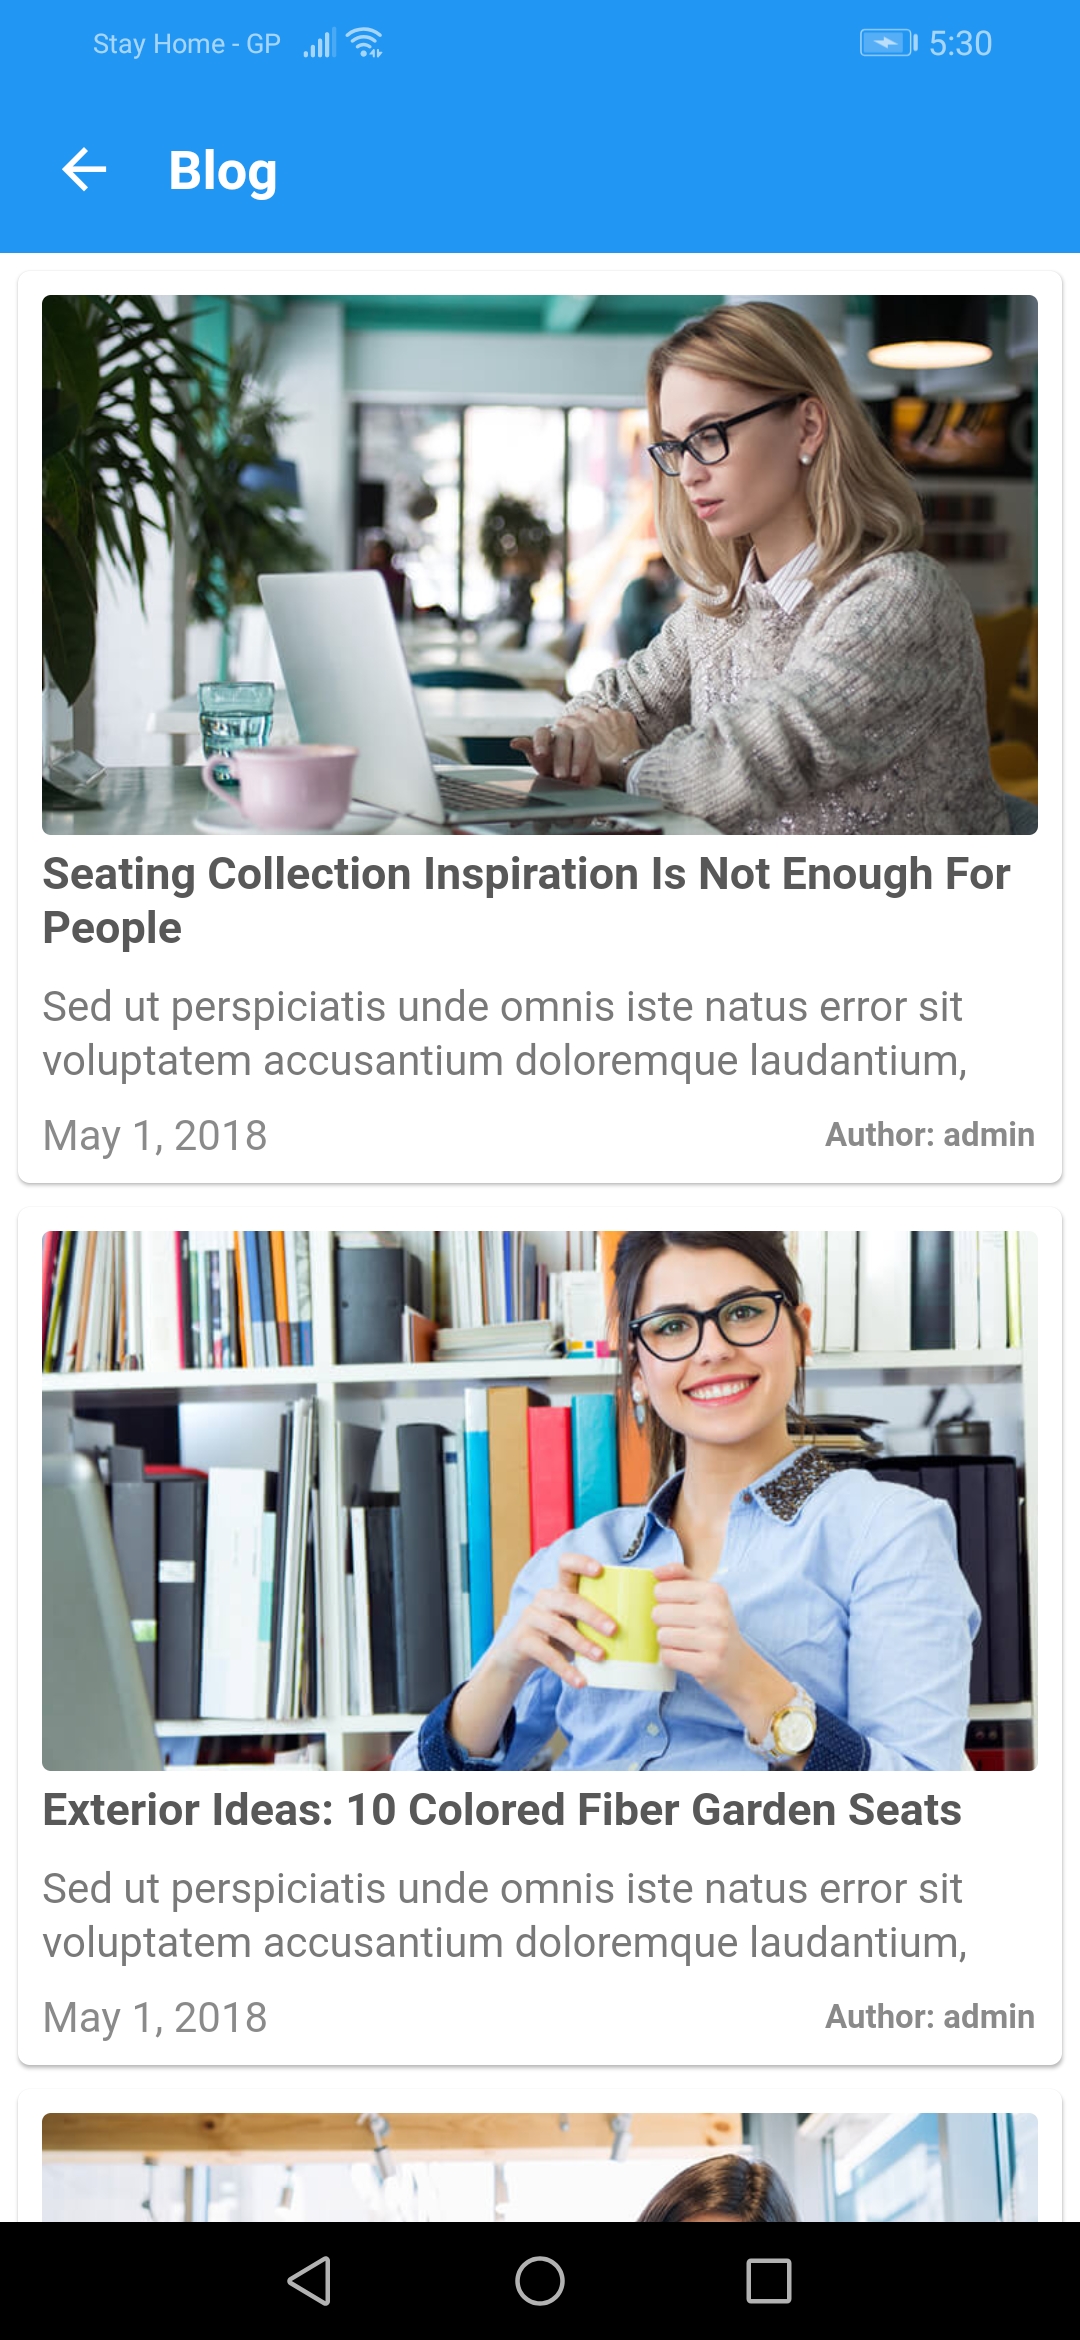 Stay Home - GP 5:30
Blog
Seating Collection Inspiration Is Not Enough For
People
Sed ut perspiciatis unde omnis iste natus error sit
voluptatem accusantium doloremque laudantium,
May 1, 2018 Author: admin
Exterior Ideas: 10 Colored Fiber Garden Seats
Sed ut perspiciatis unde omnis iste natus error sit
voluptatem accusantium doloremque laudantium,
May 1, 2018 Author: admin